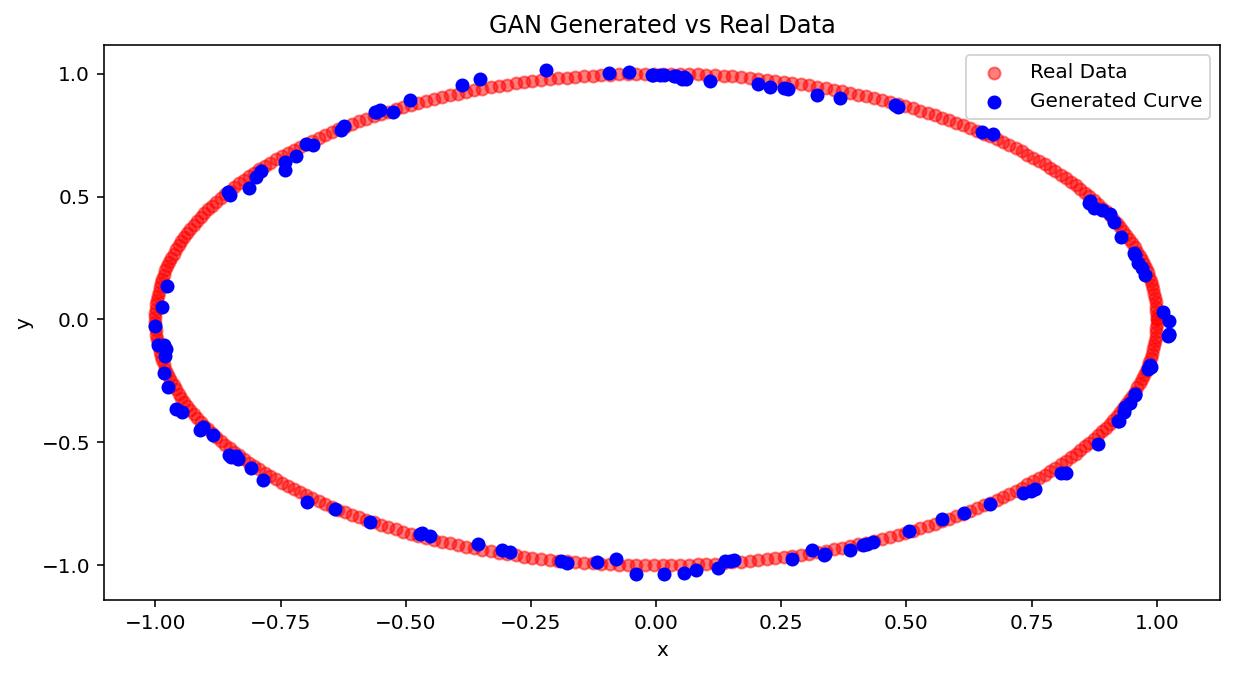 GAN Generated vs Real Data
Real Data
Generated Curve
1.0
0.5
0.0
−0.5
−1.0
y
−1.00 −0.75 −0.50 −0.25 0.00 0.25 0.50 0.75 1.00
x